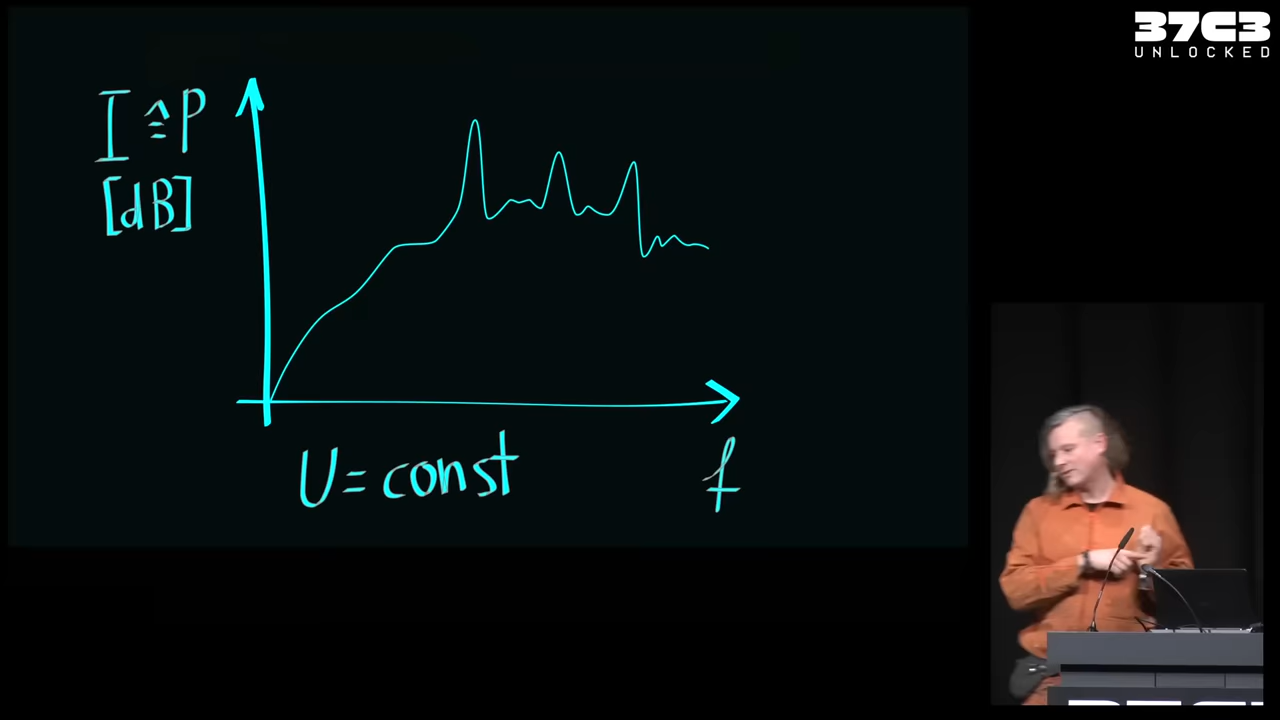 37C3
UNLOCKED
I ≙ P
[dB]
U = const
f